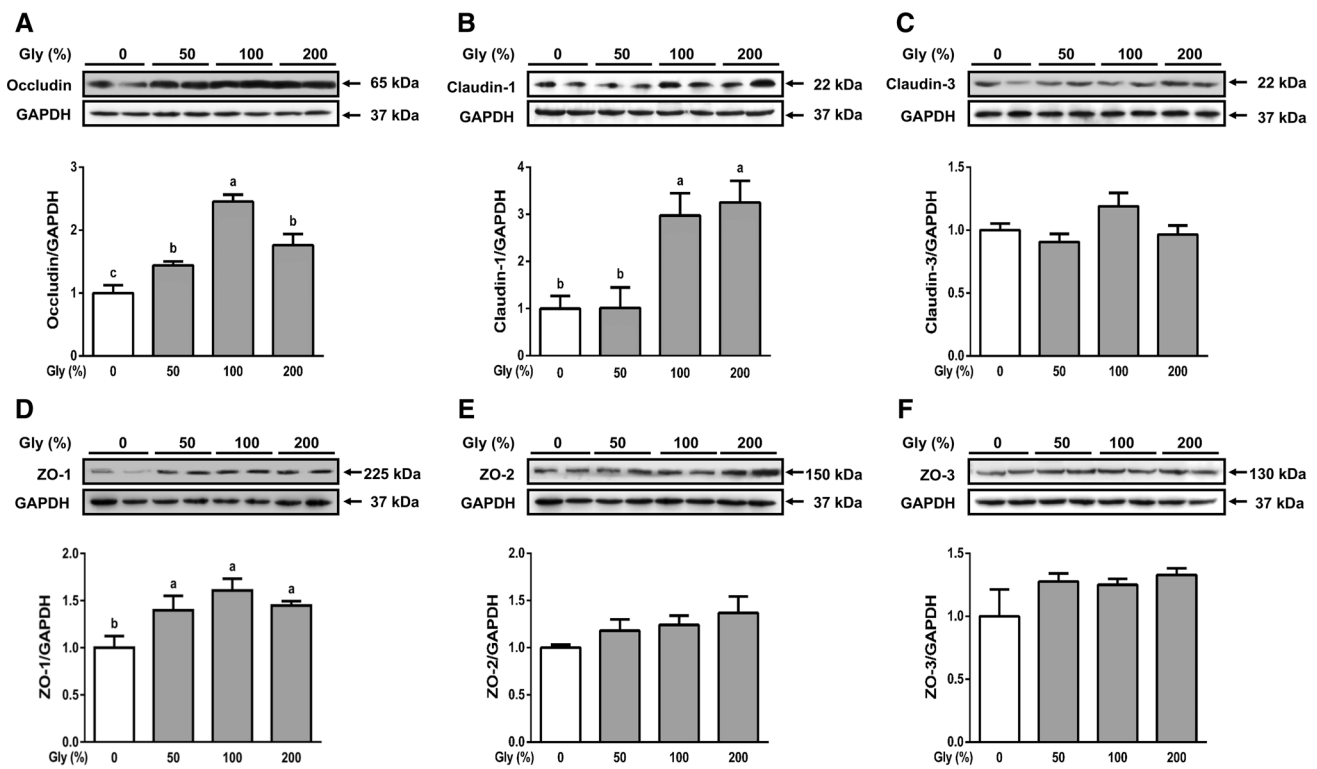 A
Gly (%) 0 50 100 200
Occludin 65 kDa
GAPDH 37 kDa
3
2
1
0
Occludin/GAPDH
c b a b
Gly (%) 0 50 100 200
B
Gly (%) 0 50 100 200
Claudin-1 22 kDa
GAPDH 37 kDa
4
3
2
1
0
Claudin-1/GAPDH
b b a a
Gly (%) 0 50 100 200
C
Gly (%) 0 50 100 200
Claudin-3 22 kDa
GAPDH 37 kDa
1.5
1.0
0.5
0.0
Claudin-3/GAPDH
Gly (%) 0 50 100 200
D
Gly (%) 0 50 100 200
ZO-1 225 kDa
GAPDH 37 kDa
2.0
1.5
1.0
0.5
0.0
ZO-1/GAPDH
b a a a
Gly (%) 0 50 100 200
E
Gly (%) 0 50 100 200
ZO-2 150 kDa
GAPDH 37 kDa
2.0
1.5
1.0
0.5
0.0
ZO-2/GAPDH
Gly (%) 0 50 100 200
F
Gly (%) 0 50 100 200
ZO-3 130 kDa
GAPDH 37 kDa
1.5
1.0
0.5
0.0
ZO-3/GAPDH
Gly (%) 0 50 100 200